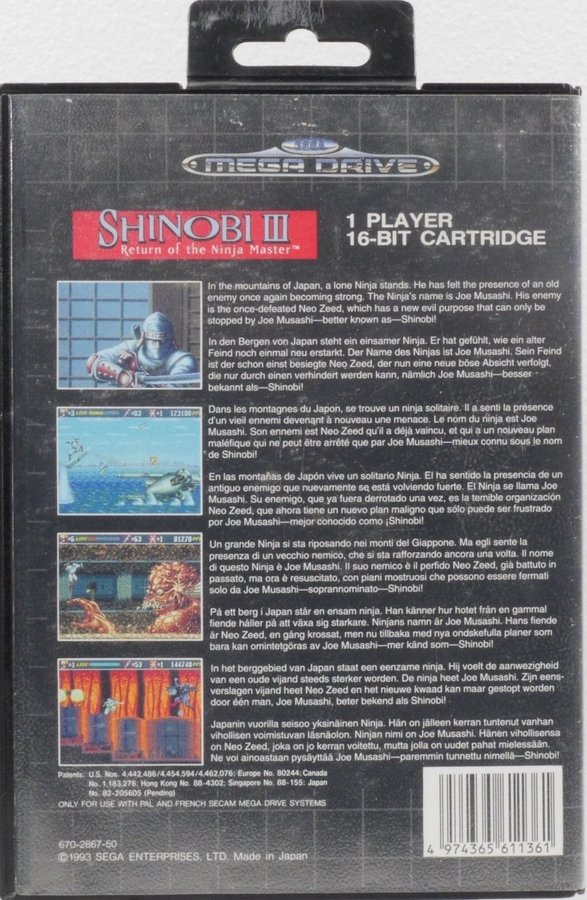 SEGA
MEGA DRIVE
SHINOBI III
Return of the Ninja Master™
1 PLAYER
16-BIT CARTRIDGE
In the mountains of Japan, a lone Ninja stands. He has felt the presence of an old
enemy once again becoming strong. The Ninja's name is Joe Musashi. His enemy
is the once-defeated Neo Zeed, which has a new evil purpose that can only be
stopped by Joe Musashi—better known as—Shinobi!
In den Bergen von Japan steht ein einsamer Ninja. Er hat gefühlt, wie ein alter
Feind noch einmal neu erstarkt. Der Name des Ninjas ist Joe Musashi. Sein Feind
ist der schon einst besiegte Neo Zeed, der nun eine neue böse Absicht verfolgt,
die nur durch einen verhindert werden kann, nämlich Joe Musashi—besser
bekannt als—Shinobi!
Dans les montagnes du Japon, se trouve un ninja solitaire. Il a senti la présence
d'un vieil ennemi devenant à nouveau une menace. Le nom du ninja est Joe
Musashi. Son ennemi est Neo Zeed qu'il a déjà vaincu, et qui a un nouveau plan
maléfique qui ne peut être arrêté que par Joe Musashi—mieux connu sous le nom
de Shinobi!
En las montañas de Japón vive un solitario Ninja. El ha sentido la presencia de un
antiguo enemigo que nuevamente se está volviendo fuerte. El Ninja se llama Joe
Musashi. Su enemigo, que ya fuera derrotado una vez, es la temible organización
Neo Zeed, que ahora tiene un nuevo plan maligno que sólo puede ser frustrado
por Joe Musashi—mejor conocido como ¡Shinobi!
Un grande Ninja si sta riposando nei monti del Giappone. Ma egli sente la
presenza di un vecchio nemico, che si sta rafforzando ancora una volta. Il nome
di questo Ninja è Joe Musashi. Il suo nemico è il perfido Neo Zeed, già battuto in
passato, ma ora è resuscitato, con piani mostruosi che possono essere fermati
solo da Joe Musashi—soprannominato—Shinobi!
På ett berg i Japan står en ensam ninja. Han känner hur hotet från en gammal
fiende håller på att växa sig starkare. Ninjans namn är Joe Musashi. Hans fiende
är Neo Zeed, en gång krossat, men nu tillbaka med nya ondskefulla planer som
bara kan omintetgöras av Joe Musashi—mer känd som—Shinobi!
In het berggebied van Japan staat een eenzame ninja. Hij voelt de aanwezigheid
van een oude vijand steeds sterker worden. De ninja heet Joe Musashi. Zijn eens-
verslagen vijand heet Neo Zeed en het nieuwe kwaad kan maar gestopt worden
door één man, Joe Musashi, beter bekend als Shinobi!
Japanin vuorilla seisoo yksinäinen Ninja. Hän on jälleen kerran tuntenut vanhan
vihollisen voimistuvan läsnäolon. Ninjan nimi on Joe Musashi. Hänen vihollisensa
on Neo Zeed, joka on jo kerran voitettu, mutta jolla on uudet pahat mielessään.
Ne voi ainoastaan pysäyttää Joe Musashi—paremmin tunnettu nimellä—Shinobi!
Patents: U.S. Nos. 4,442,486/4,454,594/4,462,076: Europe No. 80244: Canada
No. 1,183,276, Hong Kong No. 88-4302; Singapore No. 88-155: Japan
No. 82-205605 (Pending)
ONLY FOR USE WITH PAL AND FRENCH SECAM MEGA DRIVE SYSTEMS
670-2867-50
©1993 SEGA ENTERPRISES, LTD. Made in Japan
4 974365 611361